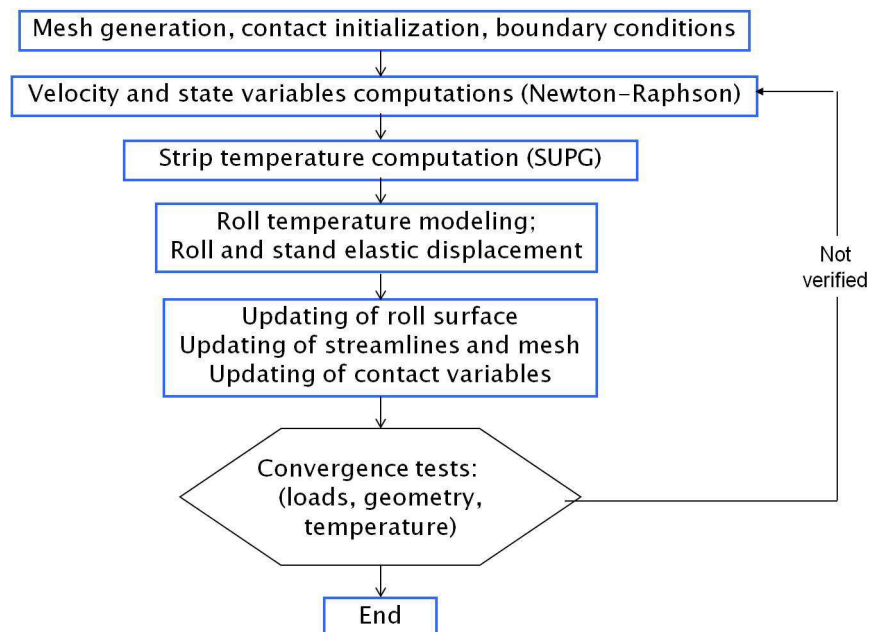 Mesh generation, contact initialization, boundary conditions
Velocity and state variables computations (Newton-Raphson)
Strip temperature computation (SUPG)
Roll temperature modeling;
Roll and stand elastic displacement
Not
verified
Updating of roll surface
Updating of streamlines and mesh
Updating of contact variables
Convergence tests:
(loads, geometry,
temperature)
End